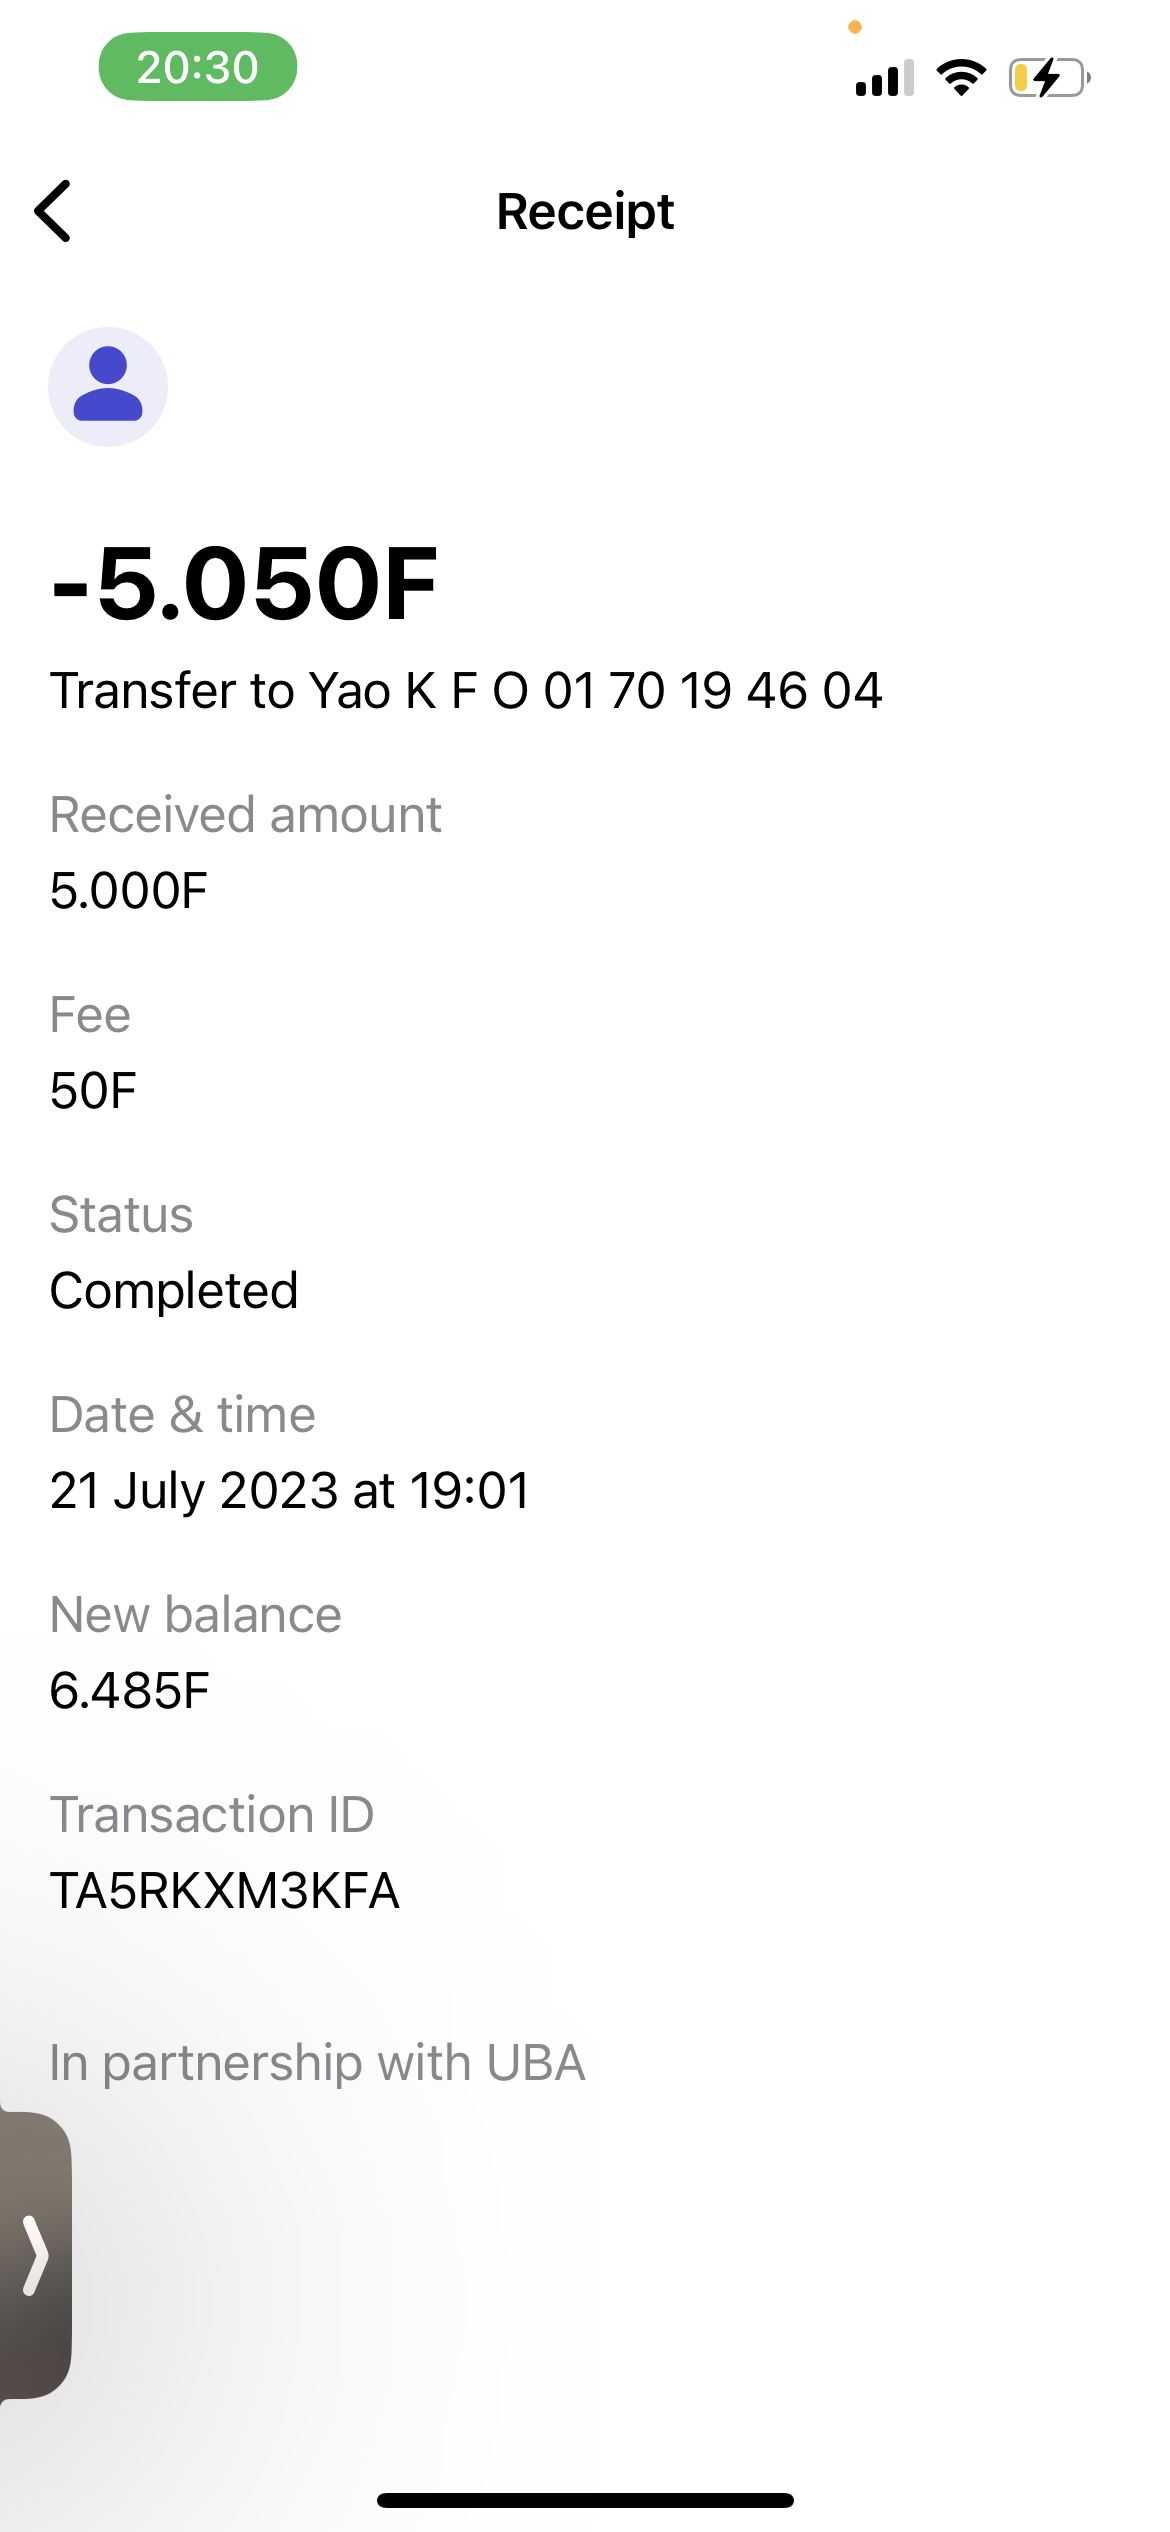 20:30
Receipt
-5.050F
Transfer to Yao K F O 01 70 19 46 04
Received amount
5.000F
Fee
50F
Status
Completed
Date & time
21 July 2023 at 19:01
New balance
6.485F
Transaction ID
TA5RKXM3KFA
In partnership with UBA